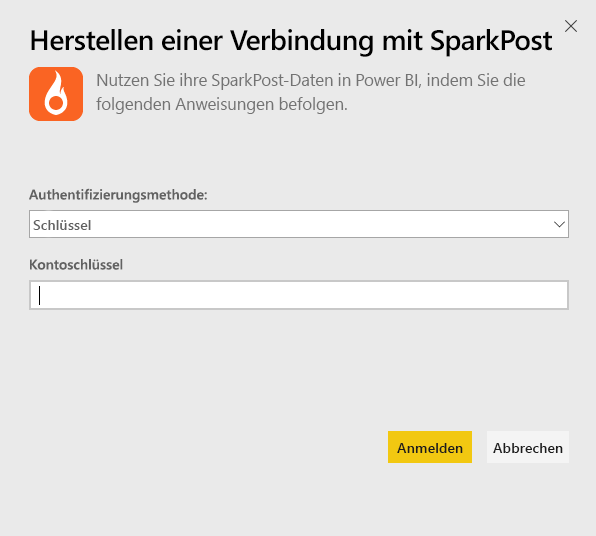 Herstellen einer Verbindung mit SparkPost
Nutzen Sie ihre SparkPost-Daten in Power BI, indem Sie die
folgenden Anweisungen befolgen.
Authentifizierungsmethode:
Schlüssel
Kontoschlüssel
Anmelden
Abbrechen